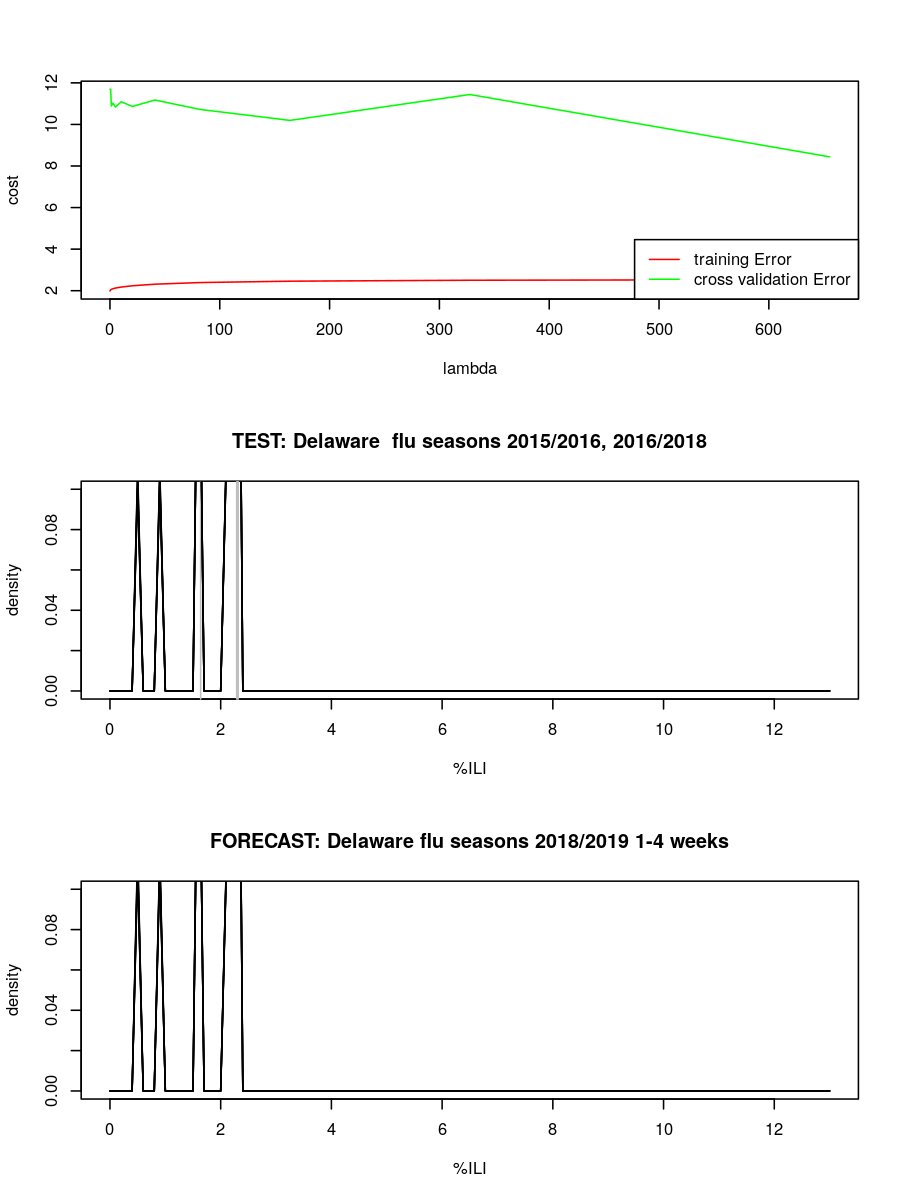 12
10
8
6
4
2
cost
training Error
cross validation Error
0 100 200 300 400 500 600
lambda
TEST: Delaware  flu seasons 2015/2016, 2016/2018
0.08
0.04
0.00
density
0 2 4 6 8 10 12
%ILI
FORECAST: Delaware flu seasons 2018/2019 1-4 weeks
0.08
0.04
0.00
density
0 2 4 6 8 10 12
%ILI